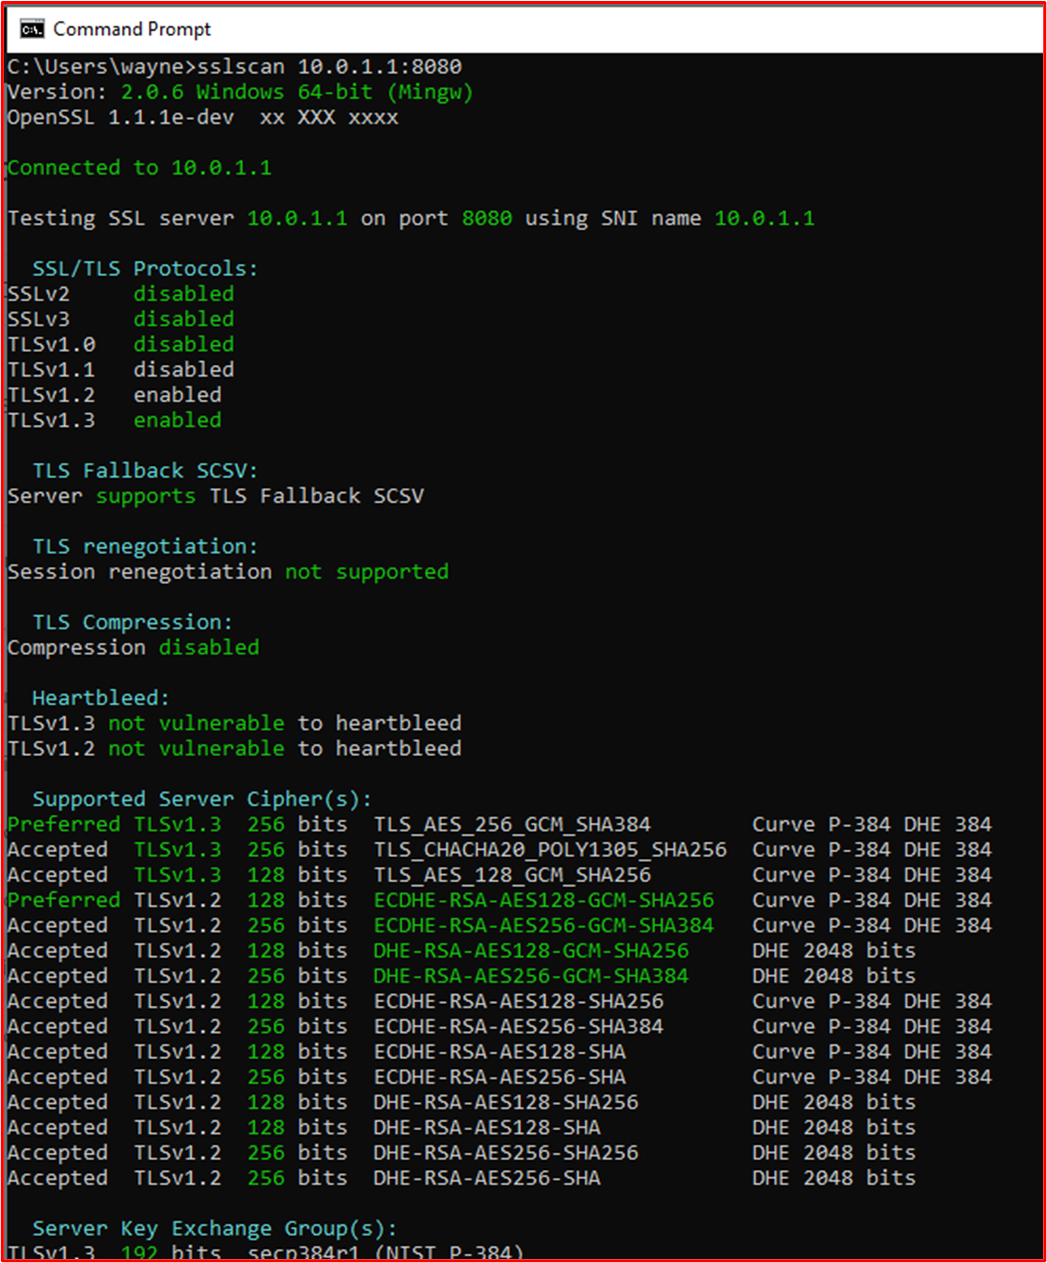 Command Prompt
C:\Users\wayne>sslscan 10.0.1.1:8080
Version: 2.0.6 Windows 64-bit (Mingw)
OpenSSL 1.1.1e-dev  xx XXX xxxx
Connected to 10.0.1.1
Testing SSL server 10.0.1.1 on port 8080 using SNI name 10.0.1.1
SSL/TLS Protocols:
SSLv2     disabled
SSLv3     disabled
TLSv1.0   disabled
TLSv1.1   disabled
TLSv1.2   enabled
TLSv1.3   enabled
TLS Fallback SCSV:
Server supports TLS Fallback SCSV
TLS renegotiation:
Session renegotiation not supported
TLS Compression:
Compression disabled
Heartbleed:
TLSv1.3 not vulnerable to heartbleed
TLSv1.2 not vulnerable to heartbleed
Supported Server Cipher(s):
Preferred TLSv1.3  256 bits  TLS_AES_256_GCM_SHA384        Curve P-384 DHE 384
Accepted  TLSv1.3  256 bits  TLS_CHACHA20_POLY1305_SHA256  Curve P-384 DHE 384
Accepted  TLSv1.3  128 bits  TLS_AES_128_GCM_SHA256        Curve P-384 DHE 384
Preferred TLSv1.2  128 bits  ECDHE-RSA-AES128-GCM-SHA256   Curve P-384 DHE 384
Accepted  TLSv1.2  256 bits  ECDHE-RSA-AES256-GCM-SHA384   Curve P-384 DHE 384
Accepted  TLSv1.2  128 bits  DHE-RSA-AES128-GCM-SHA256     DHE 2048 bits
Accepted  TLSv1.2  256 bits  DHE-RSA-AES256-GCM-SHA384     DHE 2048 bits
Accepted  TLSv1.2  128 bits  ECDHE-RSA-AES128-SHA256       Curve P-384 DHE 384
Accepted  TLSv1.2  256 bits  ECDHE-RSA-AES256-SHA384       Curve P-384 DHE 384
Accepted  TLSv1.2  128 bits  ECDHE-RSA-AES128-SHA          Curve P-384 DHE 384
Accepted  TLSv1.2  256 bits  ECDHE-RSA-AES256-SHA          Curve P-384 DHE 384
Accepted  TLSv1.2  128 bits  DHE-RSA-AES128-SHA256         DHE 2048 bits
Accepted  TLSv1.2  128 bits  DHE-RSA-AES128-SHA            DHE 2048 bits
Accepted  TLSv1.2  256 bits  DHE-RSA-AES256-SHA256         DHE 2048 bits
Accepted  TLSv1.2  256 bits  DHE-RSA-AES256-SHA            DHE 2048 bits
Server Key Exchange Group(s):
TLSv1.3  192 bits  secp384r1 (NIST P-384)